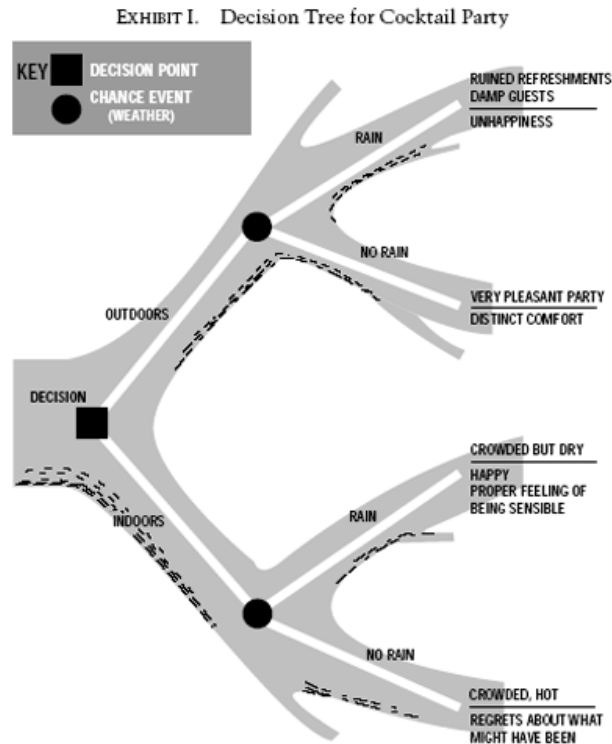 EXHIBIT I. Decision Tree for Cocktail Party
KEY
DECISION POINT
CHANCE EVENT
(WEATHER)
RUINED REFRESHMENTS
DAMP GUESTS
UNHAPPINESS
RAIN
NO RAIN
VERY PLEASANT PARTY
DISTINCT COMFORT
OUTDOORS
DECISION
CROWDED BUT DRY
HAPPY
PROPER FEELING OF
BEING SENSIBLE
RAIN
INDOORS
NO RAIN
CROWDED, HOT
REGRETS ABOUT WHAT
MIGHT HAVE BEEN